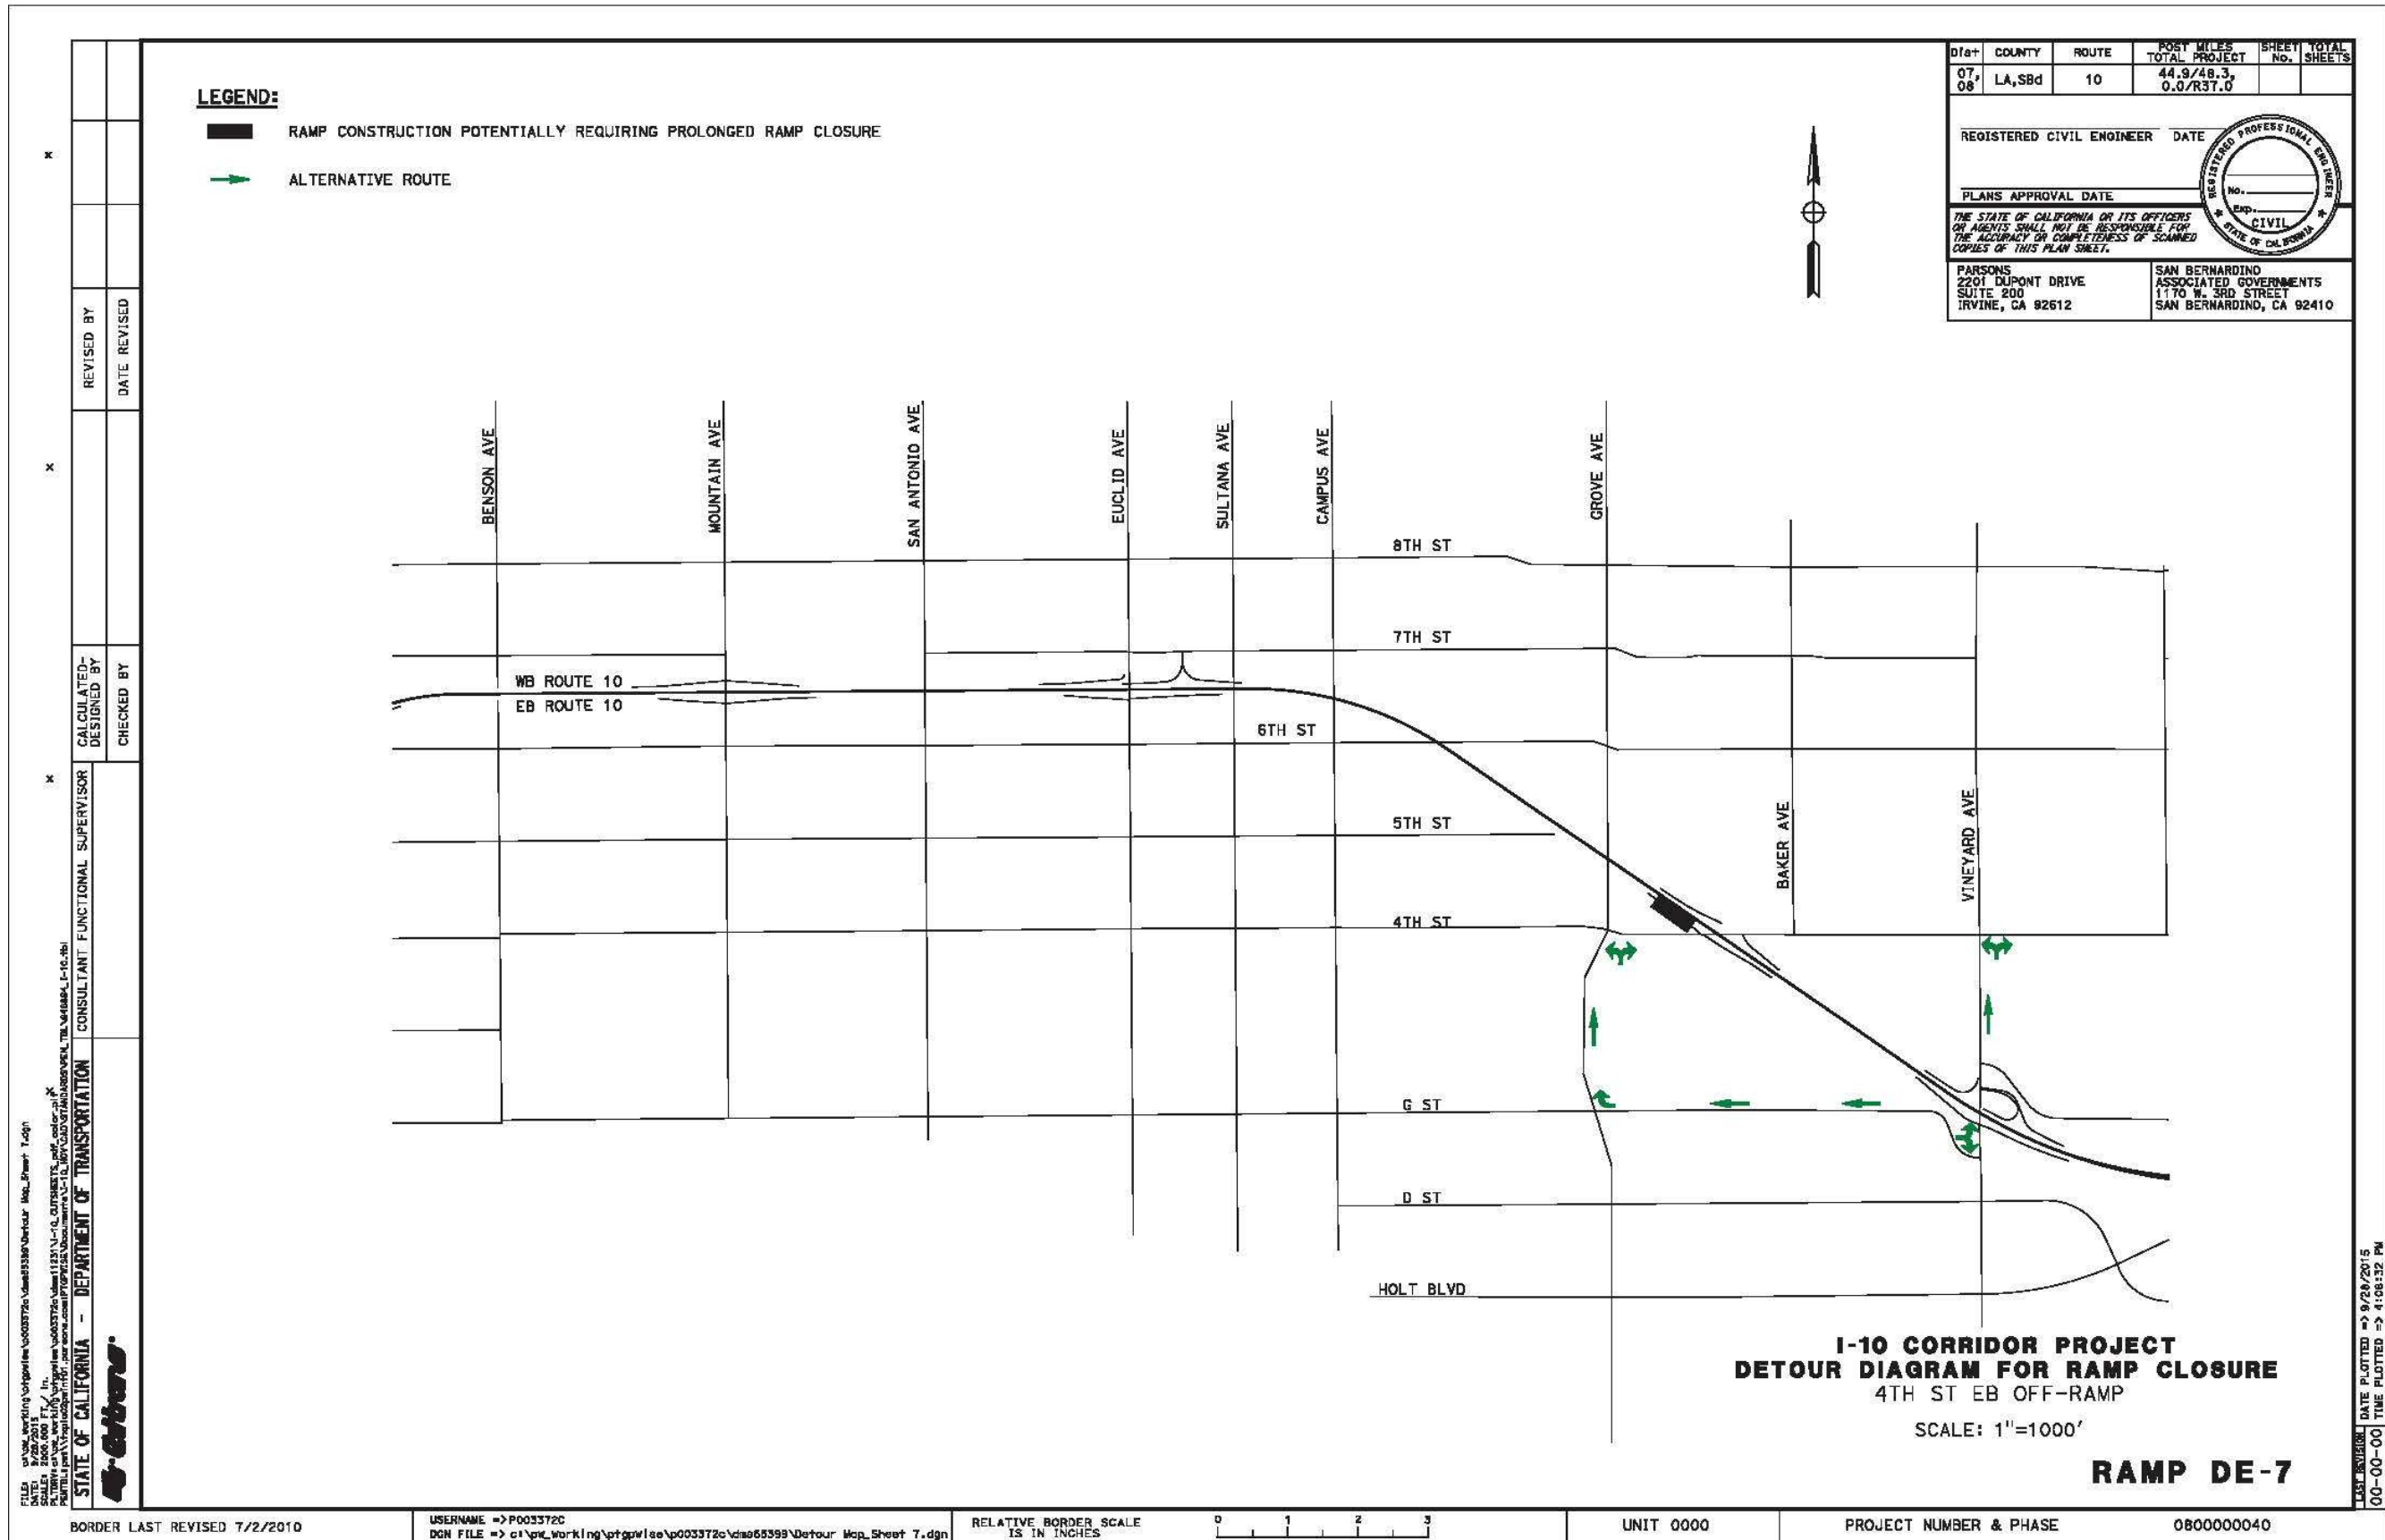 LEGEND:
RAMP CONSTRUCTION POTENTIALLY REQUIRING PROLONGED RAMP CLOSURE
ALTERNATIVE ROUTE
Dist COUNTY ROUTE POST MILES TOTAL PROJECT SHEET No. TOTAL SHEETS
07, 08 LA,SBd 10 44.9/48.3, 0.0/R37.0
REGISTERED CIVIL ENGINEER DATE
PLANS APPROVAL DATE
REGISTERED PROFESSIONAL ENGINEER
No.
Exp.
CIVIL
STATE OF CALIFORNIA
THE STATE OF CALIFORNIA OR ITS OFFICERS
OR AGENTS SHALL NOT BE RESPONSIBLE FOR
THE ACCURACY OR COMPLETENESS OF SCANNED
COPIES OF THIS PLAN SHEET.
PARSONS
2201 DUPONT DRIVE
SUITE 200
IRVINE, CA 92612
SAN BERNARDINO
ASSOCIATED GOVERNMENTS
1170 W. 3RD STREET
SAN BERNARDINO, CA 92410
BENSON AVE
MOUNTAIN AVE
SAN ANTONIO AVE
EUCLID AVE
SULTANA AVE
CAMPUS AVE
GROVE AVE
8TH ST
7TH ST
WB ROUTE 10
EB ROUTE 10
6TH ST
5TH ST
BAKER AVE
VINEYARD AVE
4TH ST
G ST
D ST
HOLT BLVD
I-10 CORRIDOR PROJECT
DETOUR DIAGRAM FOR RAMP CLOSURE
4TH ST EB OFF-RAMP
SCALE: 1"=1000'
RAMP DE-7
REVISED BY
DATE REVISED
CALCULATED-
DESIGNED BY
CHECKED BY
CONSULTANT FUNCTIONAL SUPERVISOR
STATE OF CALIFORNIA - DEPARTMENT OF TRANSPORTATION
Caltrans
x
x
x
x
DATE: 9/28/2015
BORDER LAST REVISED 7/2/2010
USERNAME =>P003372C
DGN FILE => c:\pw_working\ptgpwise\p003372c\dms65399\Detour Map_Sheet 7.dgn
RELATIVE BORDER SCALE
IS IN INCHES
0 1 2 3
UNIT 0000
PROJECT NUMBER & PHASE
0800000040
LAST REVISION
00-00-00
DATE PLOTTED => 9/28/2015
TIME PLOTTED => 4:08:32 PM